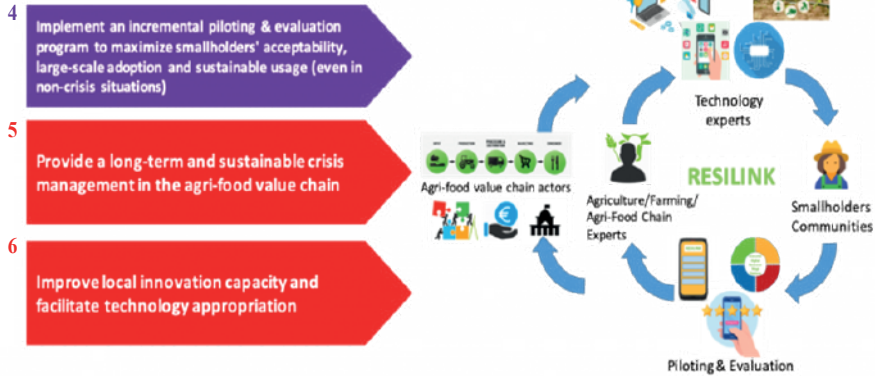 4
Implement an incremental piloting & evaluation
program to maximize smallholders' acceptability,
large-scale adoption and sustainable usage (even in
non-crisis situations)
5
Provide a long-term and sustainable crisis
management in the agri-food value chain
6
Improve local innovation capacity and
facilitate technology appropriation
Technology
experts
Agri-food value chain actors
RESILINK
Agriculture/Farming/
Agri-Food Chain
Experts
Smallholders
Communities
Piloting & Evaluation